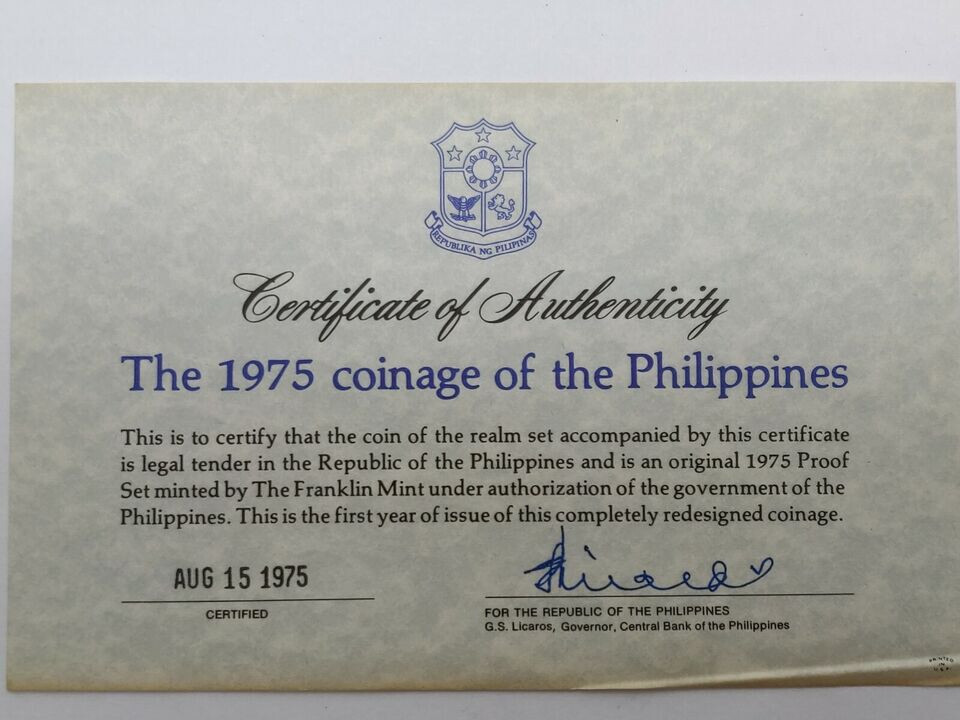 REPUBLIKA NG PILIPINAS
Certificate of Authenticity
The 1975 coinage of the Philippines
This is to certify that the coin of the realm set accompanied by this certificate
is legal tender in the Republic of the Philippines and is an original 1975 Proof
Set minted by The Franklin Mint under authorization of the government of the
Philippines. This is the first year of issue of this completely redesigned coinage.
AUG 15 1975
CERTIFIED
FOR THE REPUBLIC OF THE PHILIPPINES
G.S. Licaros, Governor, Central Bank of the Philippines
PRINTED
IN
U.S.A.